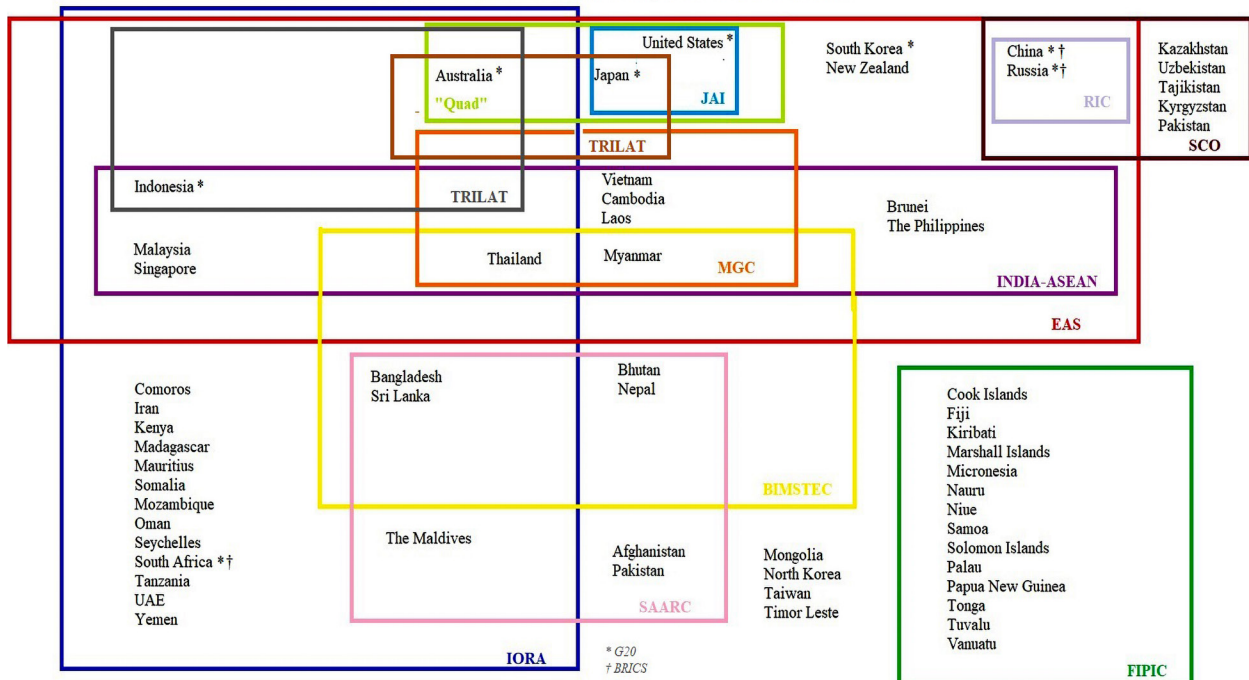 United States *
Japan *
JAI
Australia *
"Quad"
South Korea *
New Zealand
China * †
Russia *†
RIC
Kazakhstan
Uzbekistan
Tajikistan
Kyrgyzstan
Pakistan
SCO
TRILAT
Indonesia *
TRILAT
Vietnam
Cambodia
Laos
Brunei
The Philippines
Malaysia
Singapore
Thailand
Myanmar
MGC
INDIA-ASEAN
EAS
Comoros
Iran
Kenya
Madagascar
Mauritius
Somalia
Mozambique
Oman
Seychelles
South Africa * †
Tanzania
UAE
Yemen
Bangladesh
Sri Lanka
Bhutan
Nepal
BIMSTEC
The Maldives
Afghanistan
Pakistan
SAARC
Mongolia
North Korea
Taiwan
Timor Leste
IORA
* G20
† BRICS
Cook Islands
Fiji
Kiribati
Marshall Islands
Micronesia
Nauru
Niue
Samoa
Solomon Islands
Palau
Papua New Guinea
Tonga
Tuvalu
Vanuatu
FIPIC